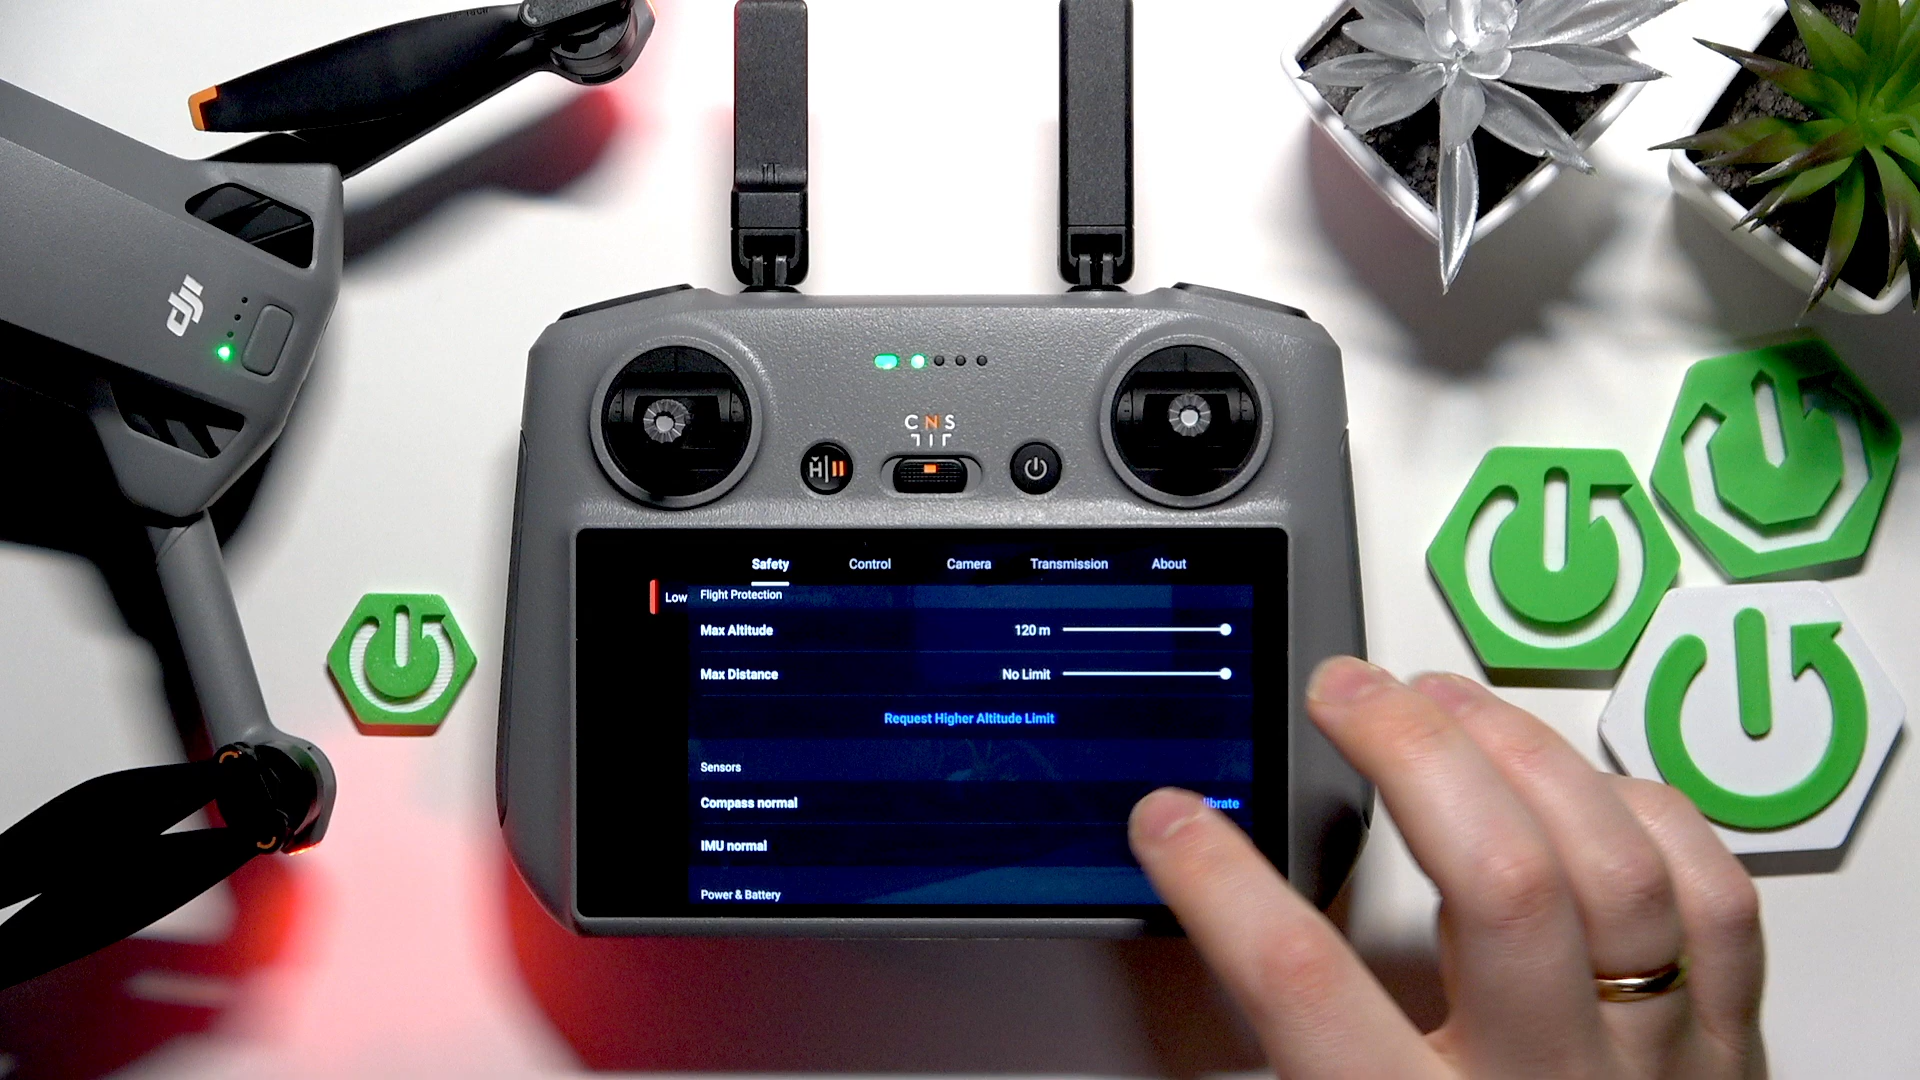 dji
C N S
H
Safety Control Camera Transmission About
Low
Flight Protection
Max Altitude 120 m
Max Distance No Limit
Request Higher Altitude Limit
Sensors
Compass normal librate
IMU normal
Power & Battery